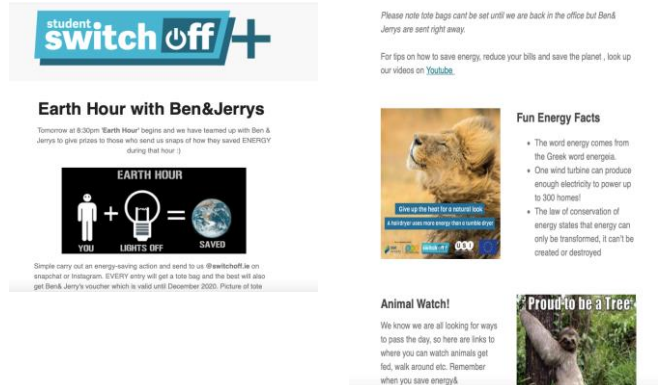 student
switch off +
Earth Hour with Ben&Jerrys
Tomorrow at 8:30pm 'Earth Hour' begins and we have teamed up with Ben &
Jerrys to give prizes to those who send us snaps of how they saved ENERGY
during that hour :)
EARTH HOUR
+ =
YOU LIGHTS OFF SAVED
Simple carry out an energy-saving action and send to us @switchoff.ie on
snapchat or Instagram. EVERY entry will get a tote bag and the best will also
get Ben& Jerry's voucher which is valid until December 2020. Picture of tote
Please note tote bags cant be set until we are back in the office but Ben&
Jerrys are sent right away.
For tips on how to save energy, reduce your bills and save the planet , look up
our videos on Youtube
Give up the heat for a natural look
A hairdryer uses more energy than a tumble dryer
switch off
USI
Fun Energy Facts
• The word energy comes from
the Greek word energeia.
• One wind turbine can produce
enough electricity to power up
to 300 homes!
• The law of conservation of
energy states that energy can
only be transformed, it can't be
created or destroyed
Animal Watch!
We know we are all looking for ways
to pass the day, so here are links to
where you can watch animals get
fed, walk around etc. Remember
when you save energy&
Proud to be a Tree!